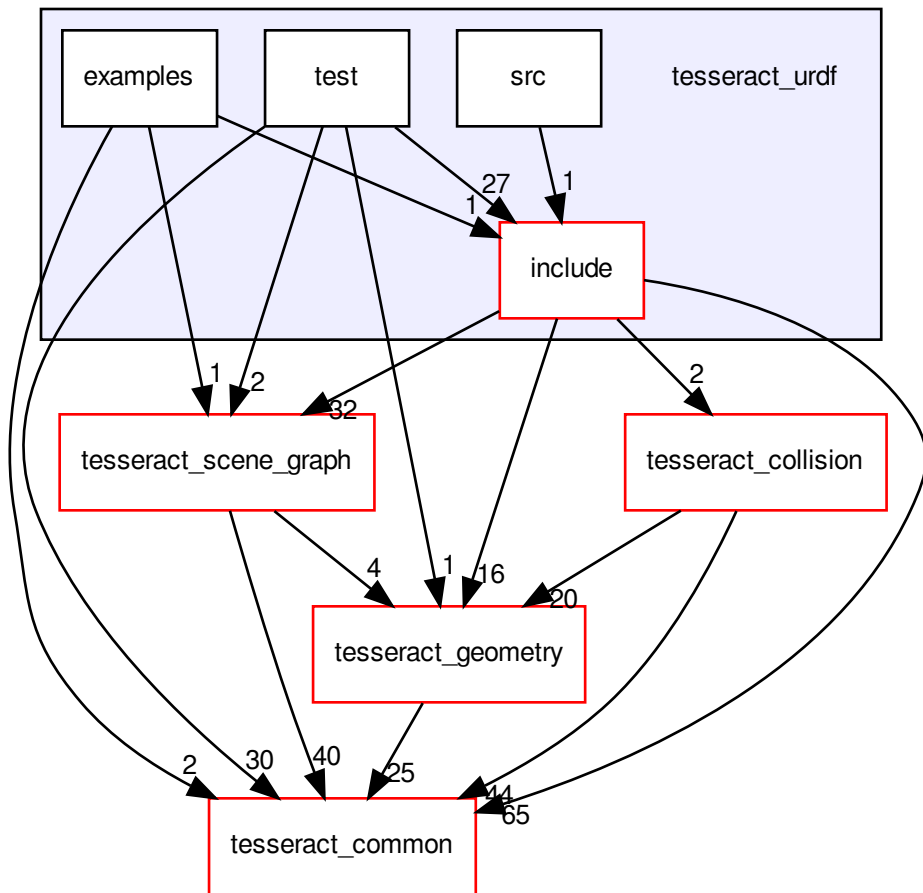 examples
test
src
tesseract_urdf
27
1
1
include
1
2
32
2
tesseract_scene_graph
tesseract_collision
4
1
16
20
tesseract_geometry
2
30
40
25
44
65
tesseract_common